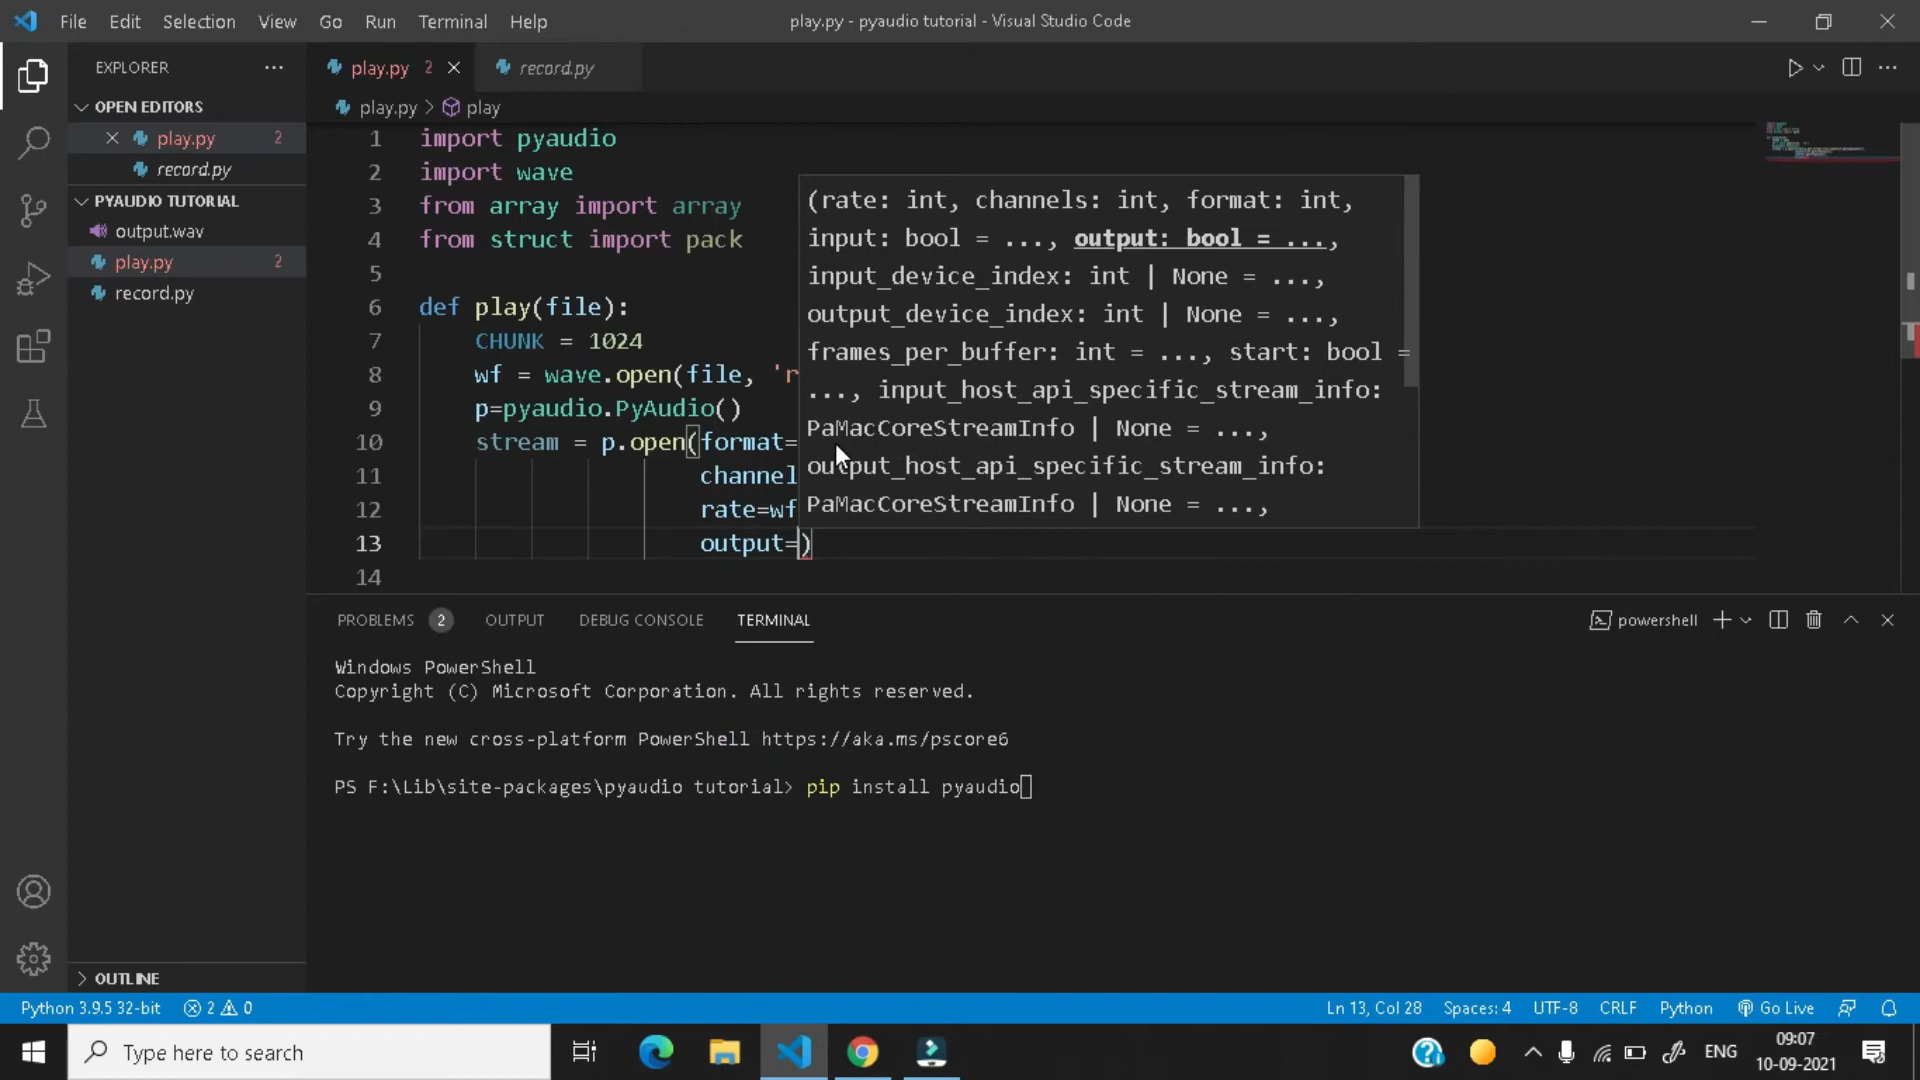 File Edit Selection View Go Run Terminal Help
play.py - pyaudio tutorial - Visual Studio Code
EXPLORER
OPEN EDITORS
play.py 2
record.py
PYAUDIO TUTORIAL
output.wav
play.py 2
record.py
OUTLINE
play.py 2
record.py
play.py > play
1 import pyaudio
2 import wave
3 from array import array
4 from struct import pack
5
6 def play(file):
7 CHUNK = 1024
8 wf = wave.open(file, 'r
9 p=pyaudio.PyAudio()
10 stream = p.open(format=
11 channel
12 rate=wf
13 output=)
14
(rate: int, channels: int, format: int,
input: bool = ..., output: bool = ...,
input_device_index: int | None = ...,
output_device_index: int | None = ...,
frames_per_buffer: int = ..., start: bool =
..., input_host_api_specific_stream_info:
PaMacCoreStreamInfo | None = ...,
output_host_api_specific_stream_info:
PaMacCoreStreamInfo | None = ...,
PROBLEMS 2 OUTPUT DEBUG CONSOLE TERMINAL
powershell
Windows PowerShell
Copyright (C) Microsoft Corporation. All rights reserved.
Try the new cross-platform PowerShell https://aka.ms/pscore6
PS F:\Lib\site-packages\pyaudio tutorial> pip install pyaudio
Python 3.9.5 32-bit 2 0
Ln 13, Col 28 Spaces: 4 UTF-8 CRLF Python Go Live
Type here to search
ENG
09:07
10-09-2021